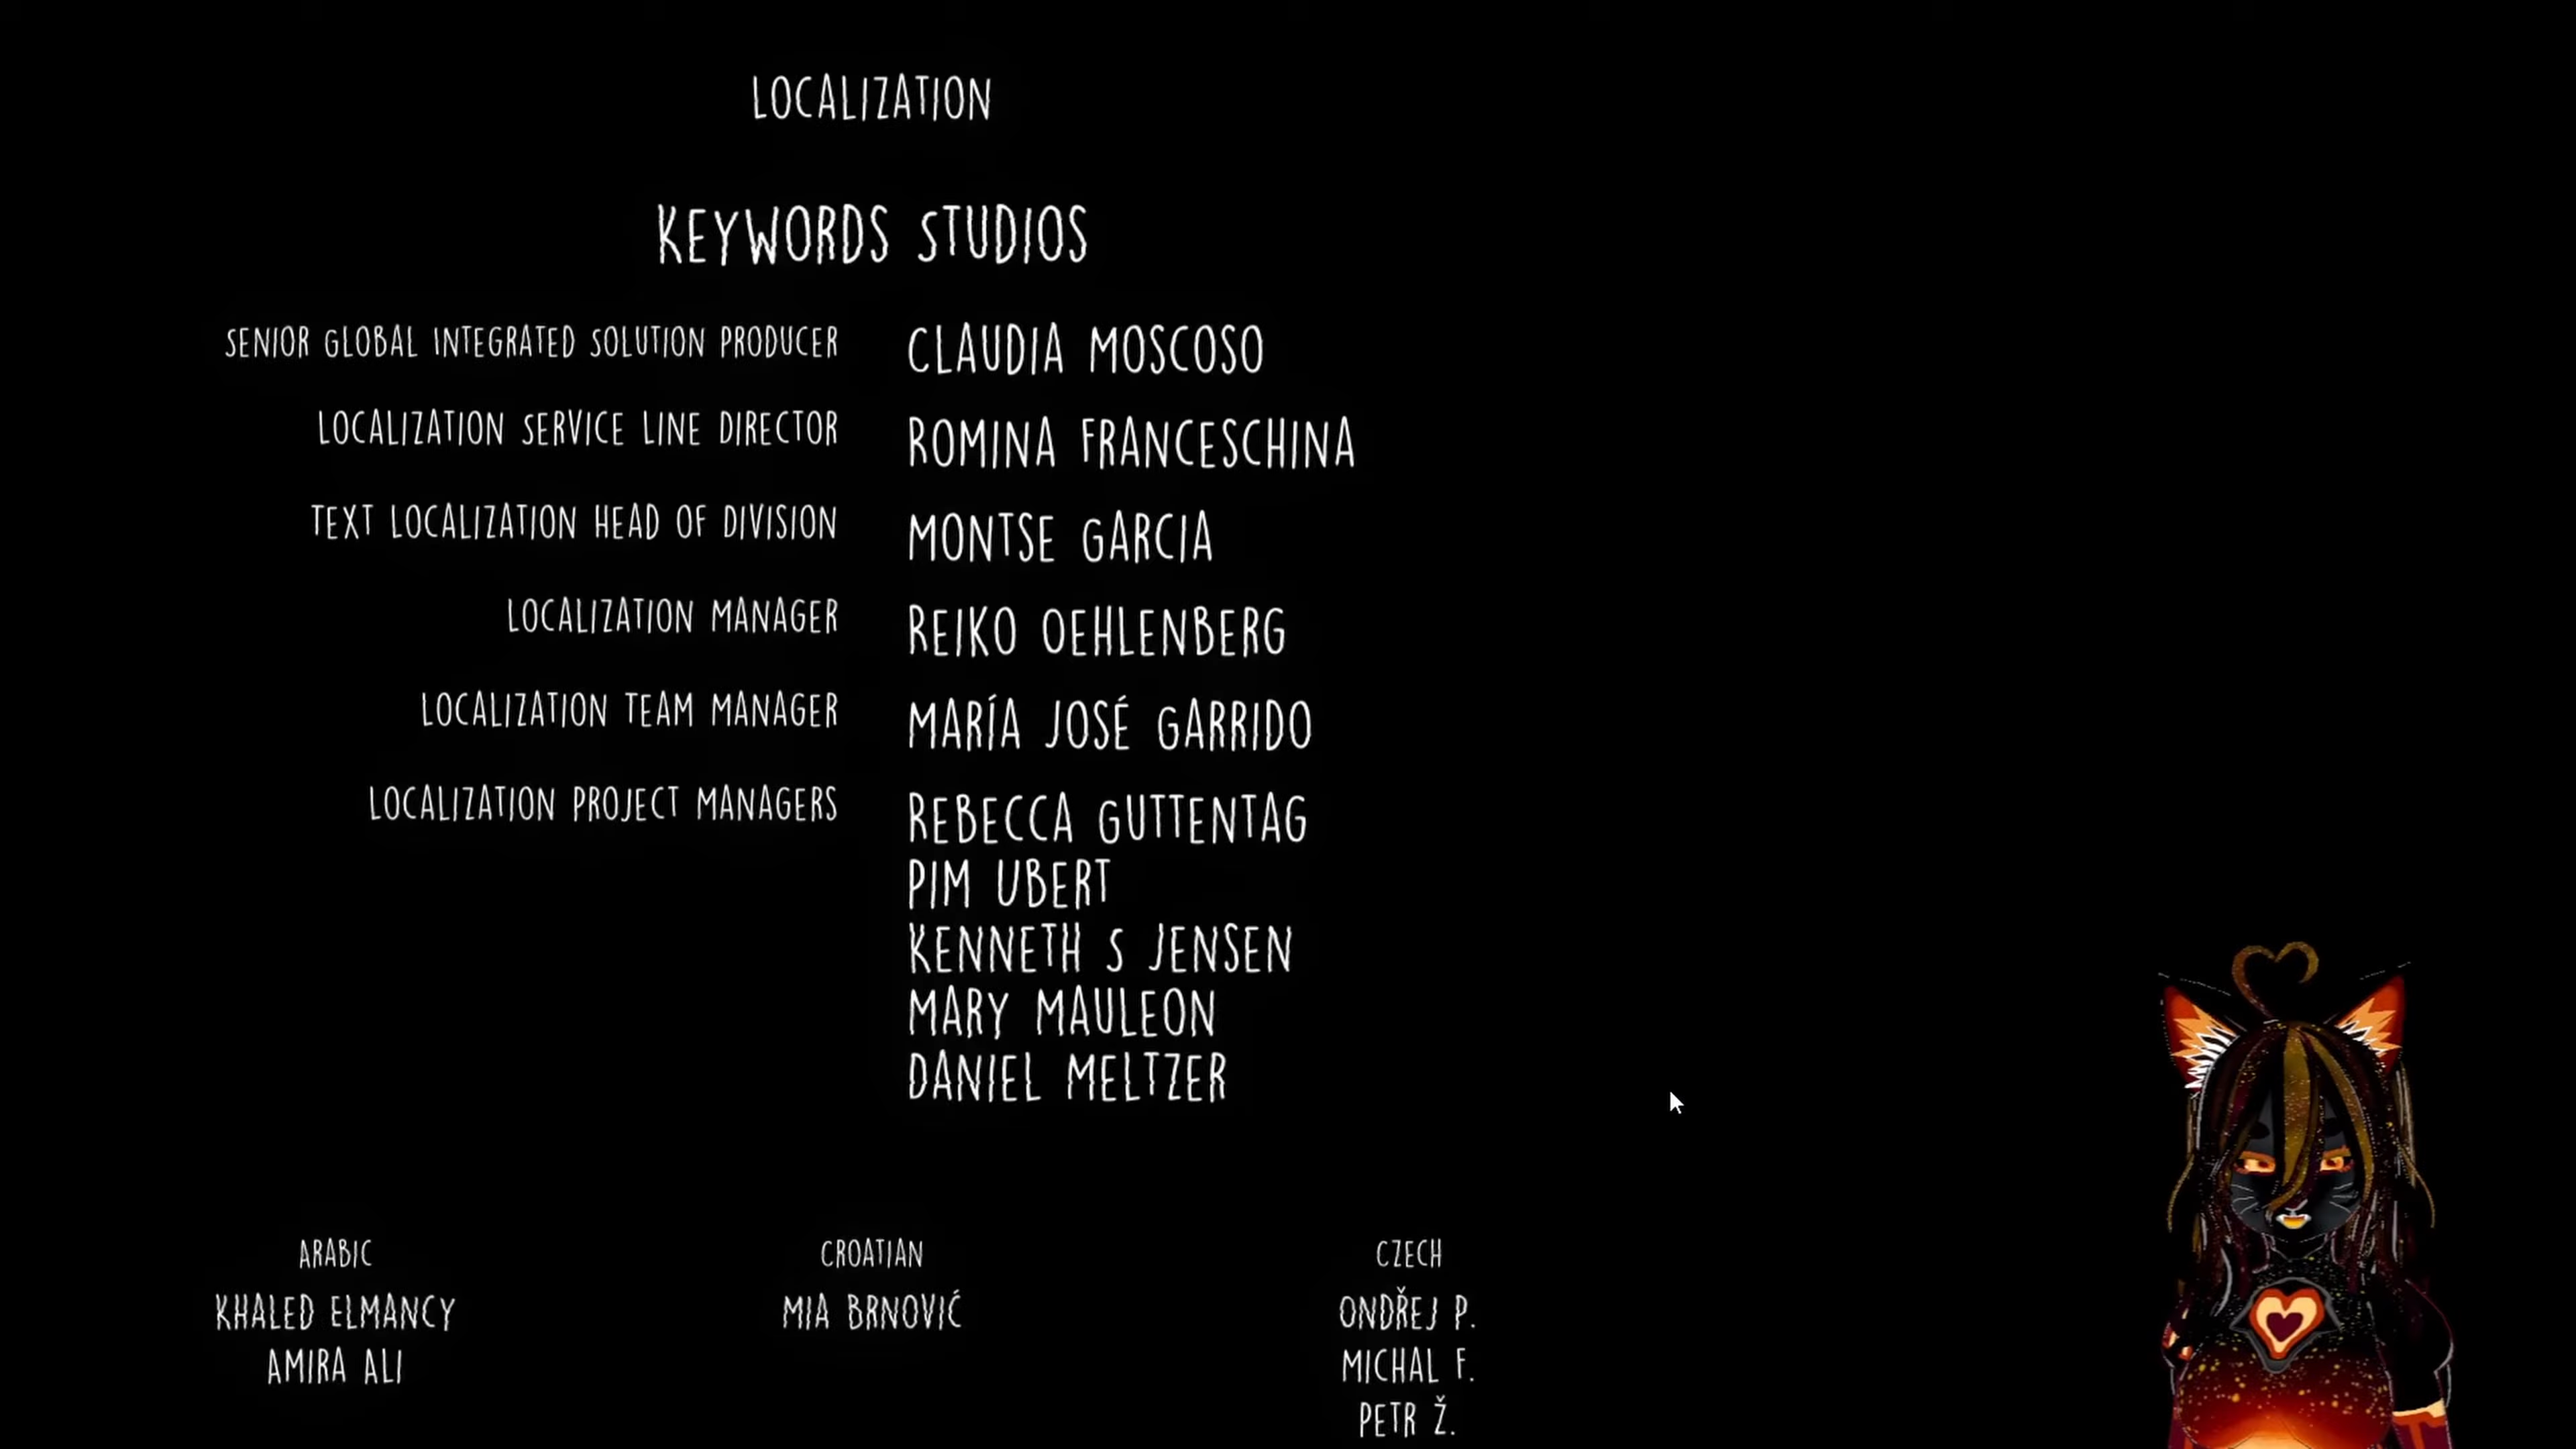 LOCALIZATION
KEYWORDS STUDIOS
SENIOR GLOBAL INTEGRATED SOLUTION PRODUCER CLAUDIA MOSCOSO
LOCALIZATION SERVICE LINE DIRECTOR ROMINA FRANCESCHINA
TEXT LOCALIZATION HEAD OF DIVISION MONTSE GARCIA
LOCALIZATION MANAGER REIKO OEHLENBERG
LOCALIZATION TEAM MANAGER MARÍA JOSÉ GARRIDO
LOCALIZATION PROJECT MANAGERS REBECCA GUTTENTAG
PIM UBERT
KENNETH S JENSEN
MARY MAULEON
DANIEL MELTZER
ARABIC
KHALED ELMANCY
AMIRA ALI
CROATIAN
MIA BRNOVIĆ
CZECH
ONDŘEJ P.
MICHAL F.
PETR Ž.